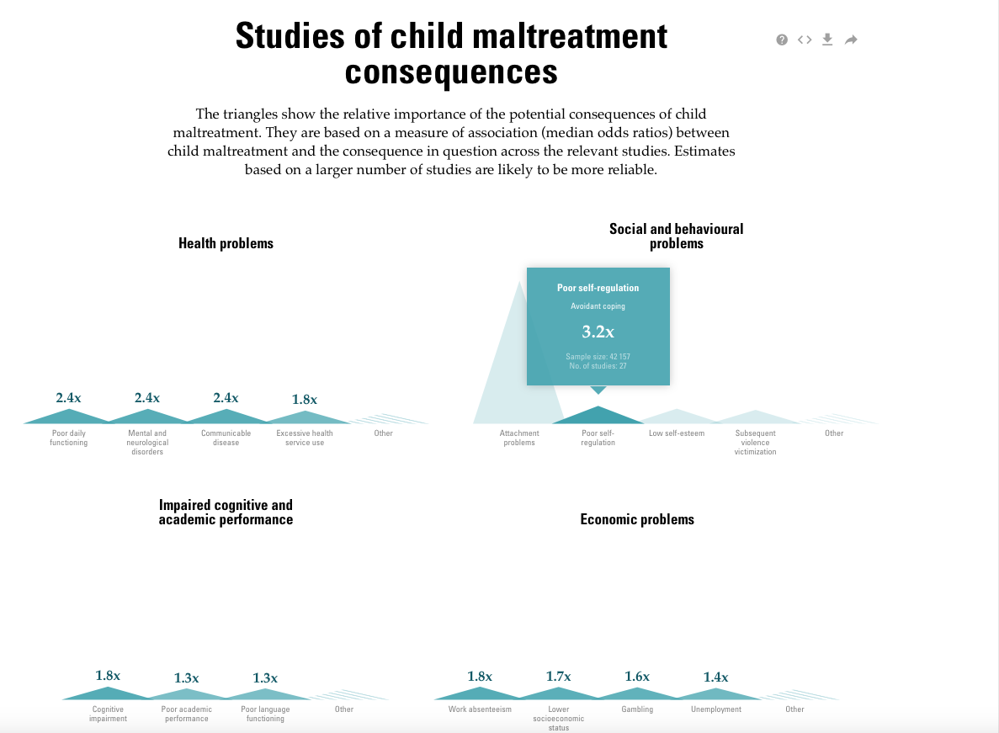 Studies of child maltreatment
consequences
The triangles show the relative importance of the potential consequences of child
maltreatment. They are based on a measure of association (median odds ratios) between
child maltreatment and the consequence in question across the relevant studies. Estimates
based on a larger number of studies are likely to be more reliable.
Health problems
2.4x
2.4x
2.4x
1.8x
Poor daily
functioning
Mental and
neurological
disorders
Communicable
disease
Excessive health
service use
Other
Social and behavioural
problems
Poor self-regulation
Avoidant coping
3.2x
Sample size: 42 157
No. of studies: 27
Attachment
problems
Poor self-
regulation
Low self-esteem
Subsequent
violence
victimization
Other
Impaired cognitive and
academic performance
1.8x
1.3x
1.3x
Cognitive
impairment
Poor academic
performance
Poor language
functioning
Other
Economic problems
1.8x
1.7x
1.6x
1.4x
Work absenteeism
Lower
socioeconomic
status
Gambling
Unemployment
Other